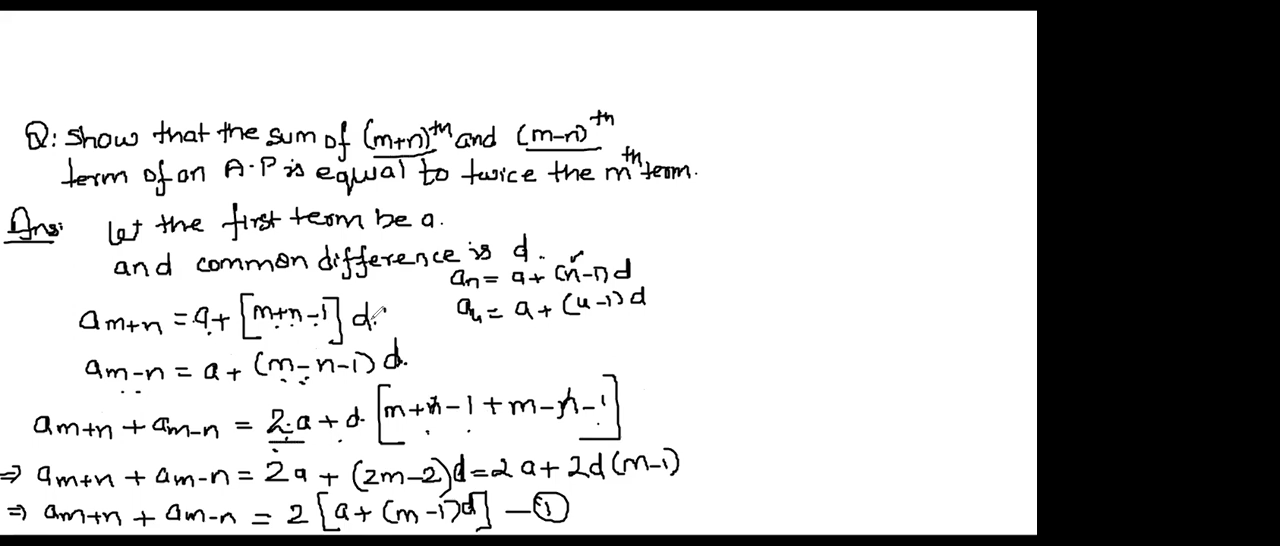 Q: Show that the sum of (m+n)th and (m-n)th
term of an A.P is equal to twice the mth term.
Ans: Let the first term be a.
and common difference is d.
an = a + (n-1)d
a4 = a + (4-1)d
am+n = a + [m+n-1] d.
am-n = a + (m-n-1) d.
am+n + am-n = 2.a + d. [m+n-1 + m-n-1]
⇒ am+n + am-n = 2a + (2m-2)d = 2a + 2d(m-1)
⇒ am+n + am-n = 2 [a + (m-1)d] — ①